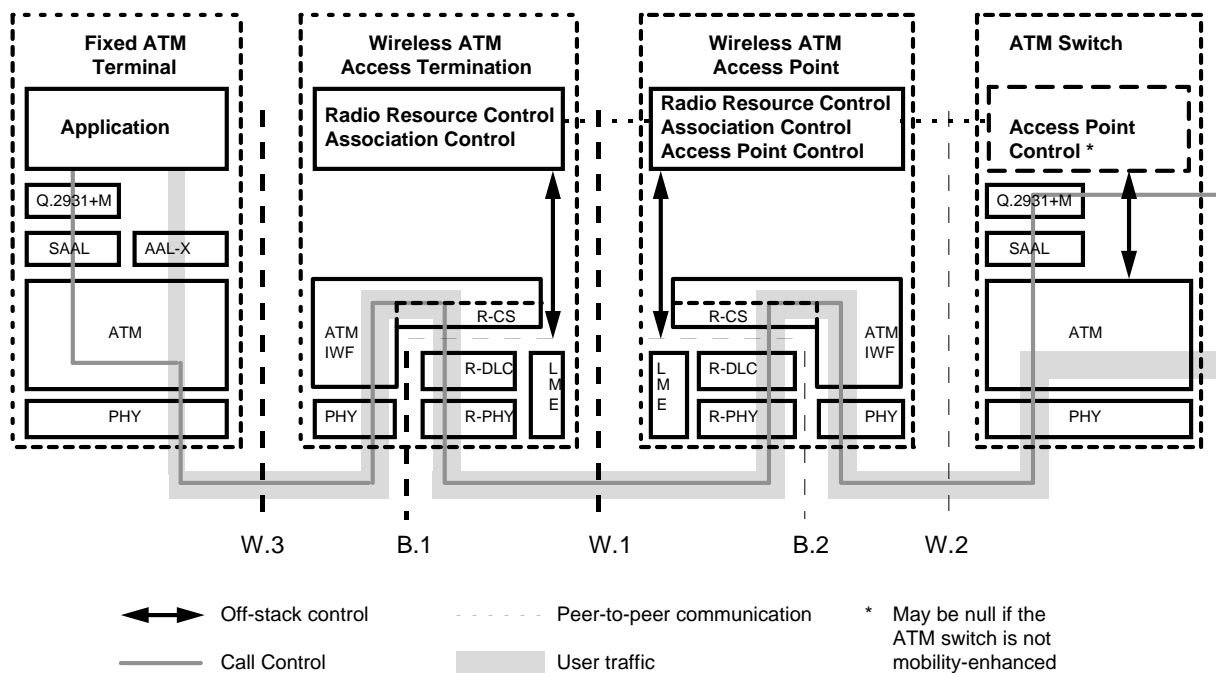 Fixed ATM
Terminal
Application
Q.2931+M
SAAL
AAL-X
ATM
PHY
Wireless ATM
Access Termination
Radio Resource Control
Association Control
R-CS
ATM
IWF
R-DLC
L
M
E
PHY
R-PHY
Wireless ATM
Access Point
Radio Resource Control
Association Control
Access Point Control
R-CS
ATM
IWF
L
M
E
R-DLC
R-PHY
PHY
ATM Switch
Access Point
Control *
Q.2931+M
SAAL
ATM
PHY
W.3
B.1
W.1
B.2
W.2
Off-stack control
Peer-to-peer communication
* May be null if the
ATM switch is not
mobility-enhanced
Call Control
User traffic